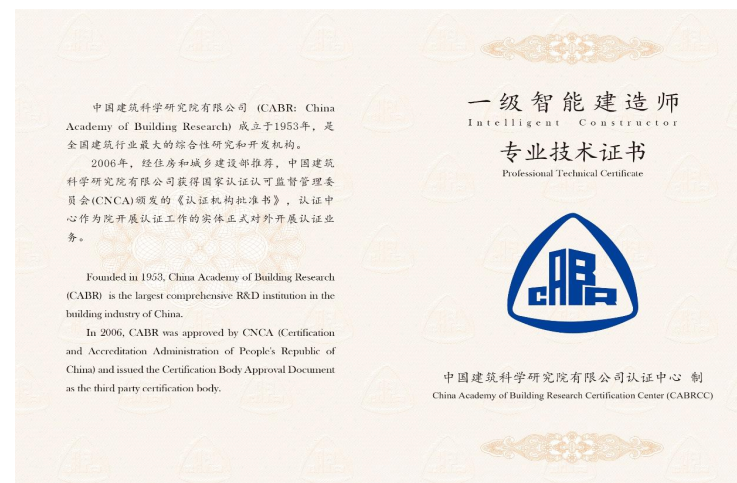 中国建筑科学研究院有限公司 (CABR: China
Academy of Building Research) 成立于1953年，是
全国建筑行业最大的综合性研究和开发机构。
2006年，经住房和城乡建设部推荐，中国建筑
科学研究院有限公司获得国家认证认可监督管理委
员会(CNCA)颁发的《认证机构批准书》，认证中
心作为院开展认证工作的实体正式对外开展认证业
务。
Founded in 1953, China Academy of Building Research
(CABR) is the largest comprehensive R&D institution in the
building industry of China.
In 2006, CABR was approved by CNCA (Certification
and Accreditation Administration of People's Republic of
China) and issued the Certification Body Approval Document
as the third party certification body.
一级智能建造师
Intelligent Constructor
专业技术证书
Professional Technical Certificate
CABR
中国建筑科学研究院有限公司认证中心 制
China Academy of Building Research Certification Center (CABRCC)